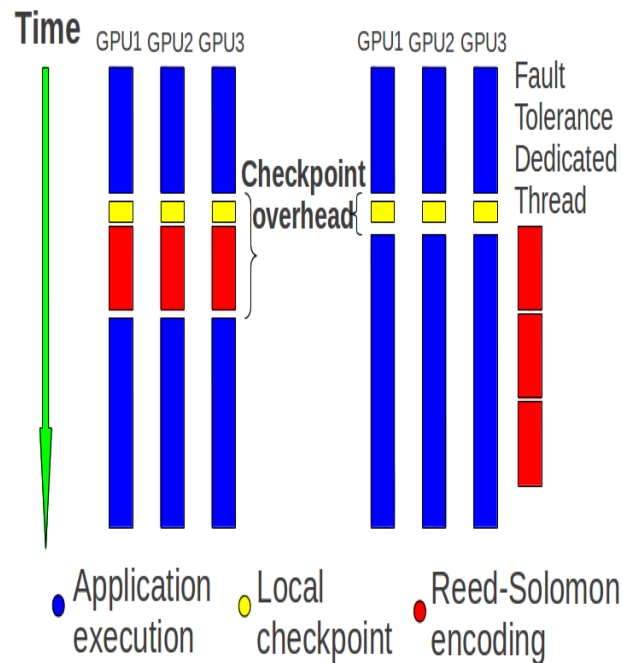 Time
GPU1 GPU2 GPU3
GPU1 GPU2 GPU3
Fault
Tolerance
Dedicated
Thread
Checkpoint
overhead
Application
execution
Local
checkpoint
Reed-Solomon
encoding